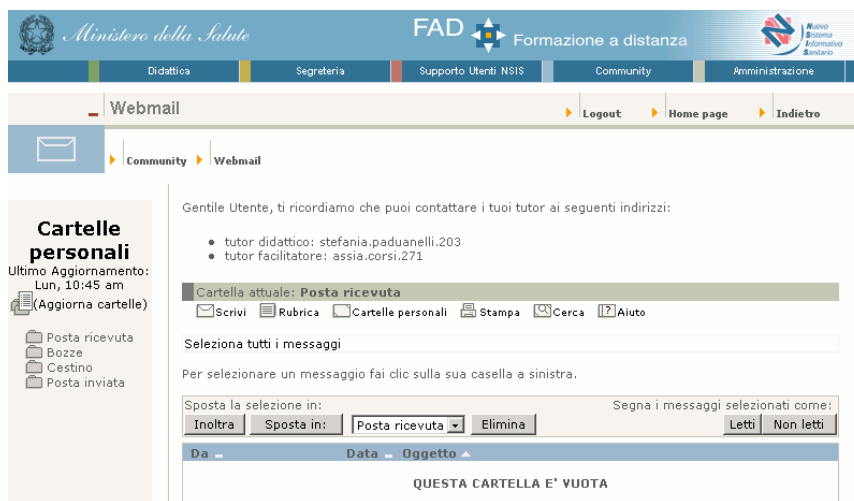 Ministero della Salute
FAD Formazione a distanza
Nuovo
Sistema
Informativo
Sanitario
Didattica Segreteria Supporto Utenti NSIS Community Amministrazione
Webmail
Logout Home page Indietro
Community Webmail
Cartelle
personali
Ultimo Aggiornamento:
Lun, 10:45 am
(Aggiorna cartelle)
Posta ricevuta
Bozze
Cestino
Posta inviata
Gentile Utente, ti ricordiamo che puoi contattare i tuoi tutor ai seguenti indirizzi:
tutor didattico: stefania.paduanelli.203
tutor facilitatore: assia.corsi.271
Cartella attuale: Posta ricevuta
Scrivi Rubrica Cartelle personali Stampa Cerca Aiuto
Seleziona tutti i messaggi
Per selezionare un messaggio fai clic sulla sua casella a sinistra.
Sposta la selezione in: Segna i messaggi selezionati come:
Inoltra Sposta in: Posta ricevuta Elimina Letti Non letti
Da Data Oggetto
QUESTA CARTELLA E' VUOTA